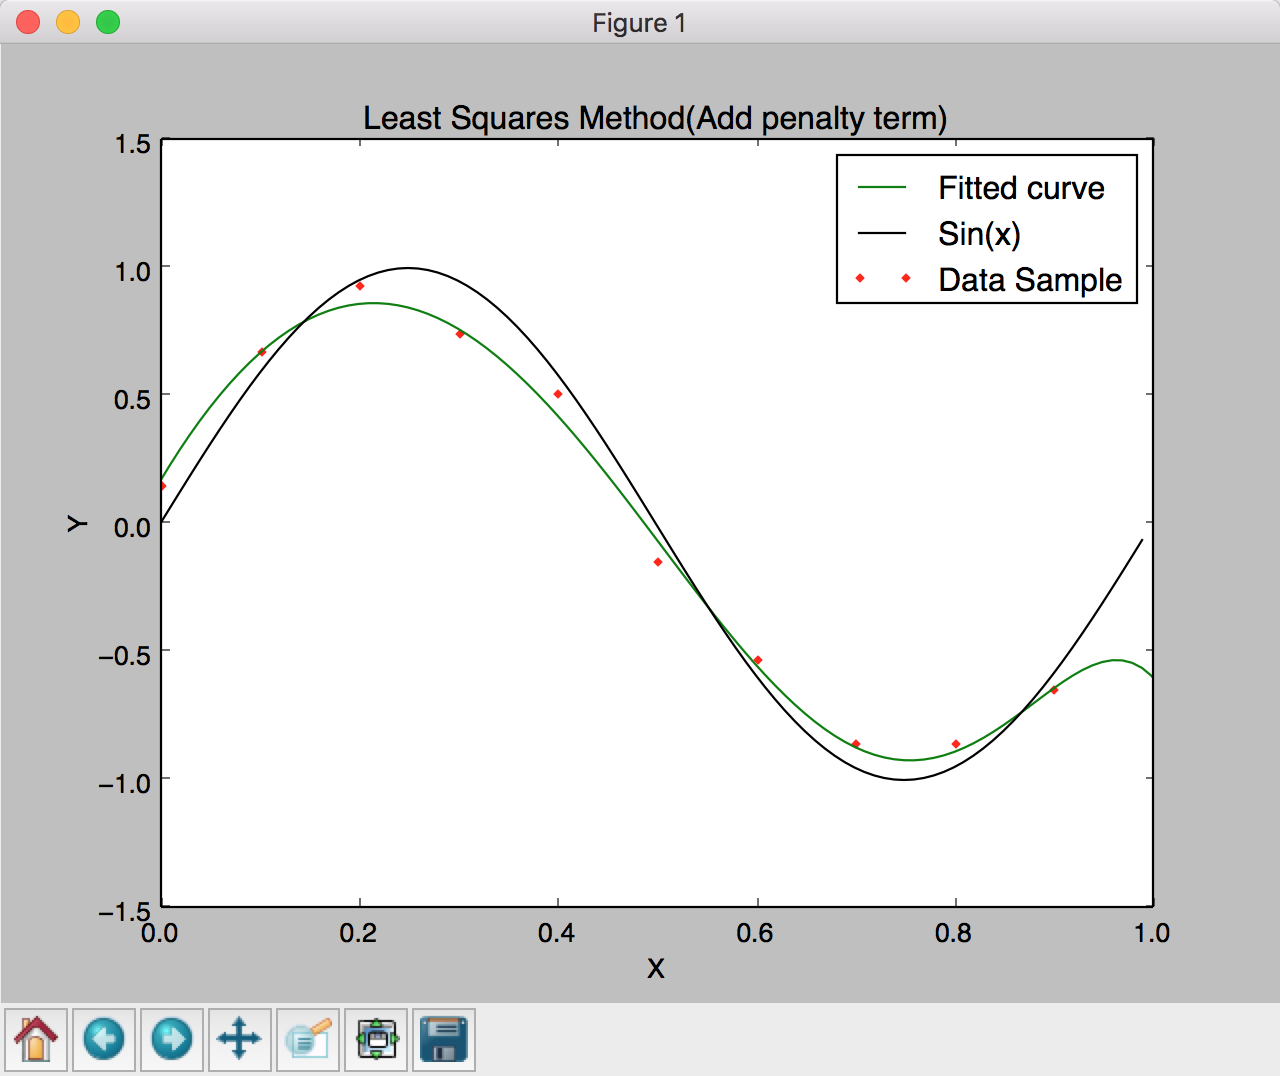 Figure 1
Least Squares Method(Add penalty term)
Fitted curve
Sin(x)
Data Sample
1.5
1.0
0.5
0.0
−0.5
−1.0
−1.5
Y
0.0 0.2 0.4 0.6 0.8 1.0
X